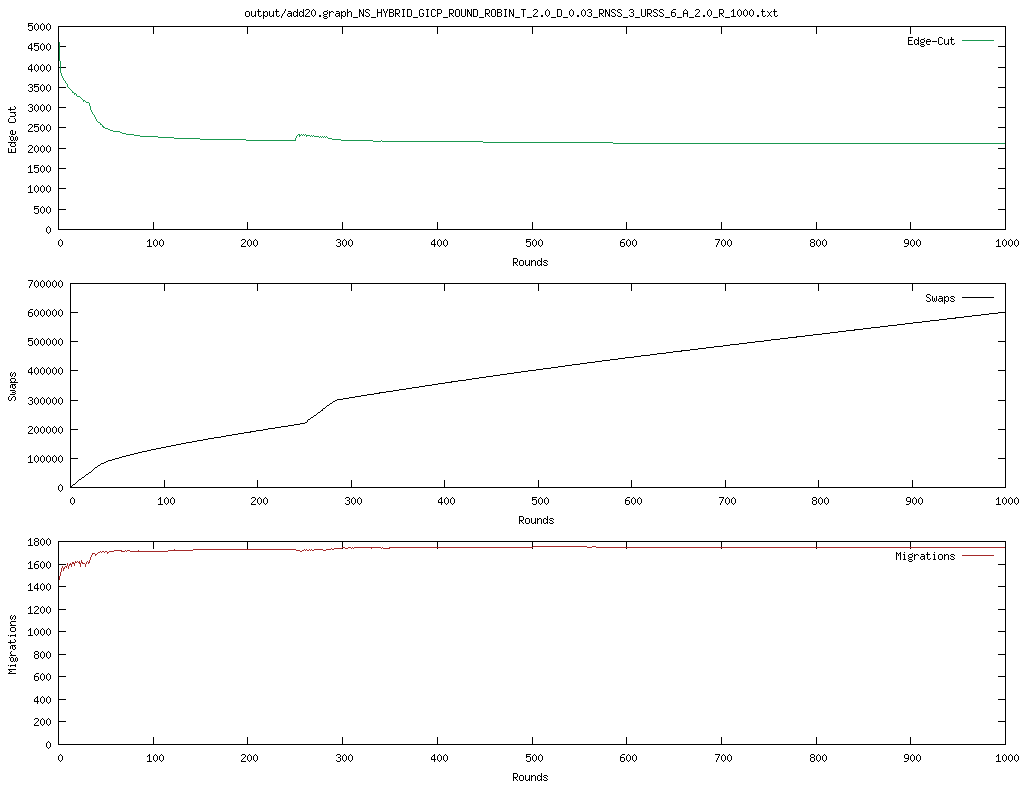 output/add20.graph_NS_HYBRID_GICP_ROUND_ROBIN_T_2.0_D_0.03_RNSS_3_URSS_6_A_2.0_R_1000.txt
5000
4500
4000
3500
3000
2500
2000
1500
1000
500
0
Edge Cut
Edge-Cut
0 100 200 300 400 500 600 700 800 900 1000
Rounds
700000
600000
500000
400000
300000
200000
100000
0
Swaps
Swaps
0 100 200 300 400 500 600 700 800 900 1000
Rounds
1800
1600
1400
1200
1000
800
600
400
200
0
Migrations
Migrations
0 100 200 300 400 500 600 700 800 900 1000
Rounds